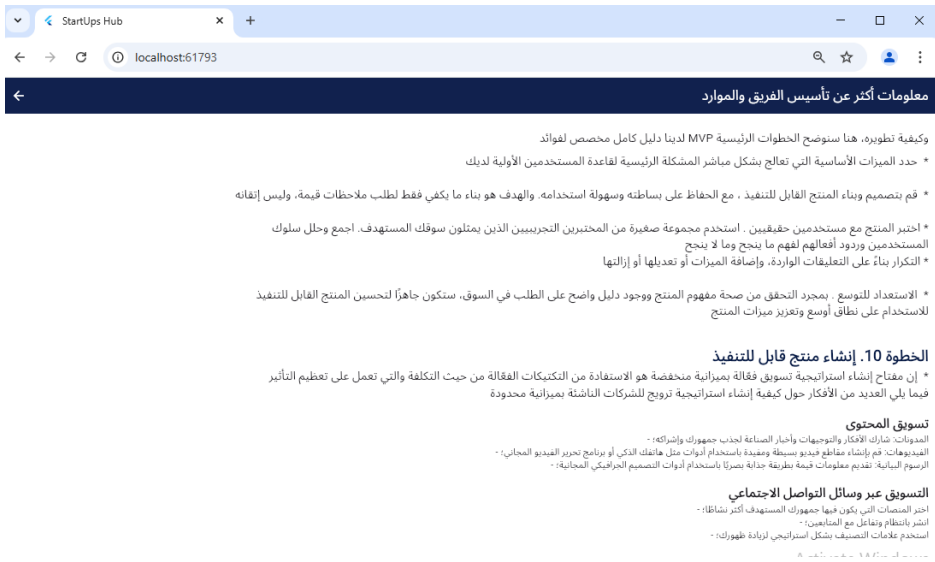 StartUps Hub
localhost:61793
معلومات أكثر عن تأسيس الفريق والموارد
وكيفية تطويره، هنا سنوضح الخطوات الرئيسية MVP لدينا دليل كامل مخصص لفوائد
* حدد الميزات الأساسية التي تعالج بشكل مباشر المشكلة الرئيسية لقاعدة المستخدمين الأولية لديك
* قم بتصميم وبناء المنتج القابل للتنفيذ ، مع الحفاظ على بساطته وسهولة استخدامه. والهدف هو بناء ما يكفي فقط لطلب ملاحظات قيمة، وليس إتقانه
* اختبر المنتج مع مستخدمين حقيقيين . استخدم مجموعة صغيرة من المختبرين التجريبيين الذين يمثلون سوقك المستهدف. اجمع وحلل سلوك
المستخدمين وردود أفعالهم لفهم ما ينجح وما لا ينجح
* التكرار بناءً على التعليقات الواردة، وإضافة الميزات أو تعديلها أو إزالتها
* الاستعداد للتوسع . بمجرد التحقق من صحة مفهوم المنتج ووجود دليل واضح على الطلب في السوق، ستكون جاهزًا لتحسين المنتج القابل للتنفيذ
للاستخدام على نطاق أوسع وتعزيز ميزات المنتج
الخطوة 10. إنشاء منتج قابل للتنفيذ
* إن مفتاح إنشاء استراتيجية تسويق فعّالة بميزانية منخفضة هو الاستفادة من التكتيكات الفعّالة من حيث التكلفة والتي تعمل على تعظيم التأثير
فيما يلي العديد من الأفكار حول كيفية إنشاء استراتيجية ترويج للشركات الناشئة بميزانية محدودة
تسويق المحتوى
المدونات: شارك الأفكار والتوجيهات وأخبار الصناعة لجذب جمهورك وإشراكه؛ -
الفيديوهات: قم بإنشاء مقاطع فيديو بسيطة ومفيدة باستخدام أدوات مثل هاتفك الذكي أو برنامج تحرير الفيديو المجاني؛ -
الرسوم البيانية: تقديم معلومات قيمة بطريقة جذابة بصريًا باستخدام أدوات التصميم الجرافيكي المجانية؛ -
التسويق عبر وسائل التواصل الاجتماعي
اختر المنصات التي يكون فيها جمهورك المستهدف أكثر نشاطًا؛ -
انشر بانتظام وتفاعل مع المتابعين؛ -
استخدم علامات التصنيف بشكل استراتيجي لزيادة ظهورك؛ -